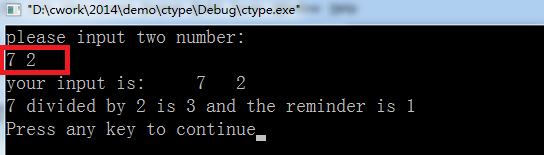 "D:\cwork\2014\demo\ctype\Debug\ctype.exe"
please input two number:
7 2
your input is:     7   2
7 divided by 2 is 3 and the reminder is 1
Press any key to continue